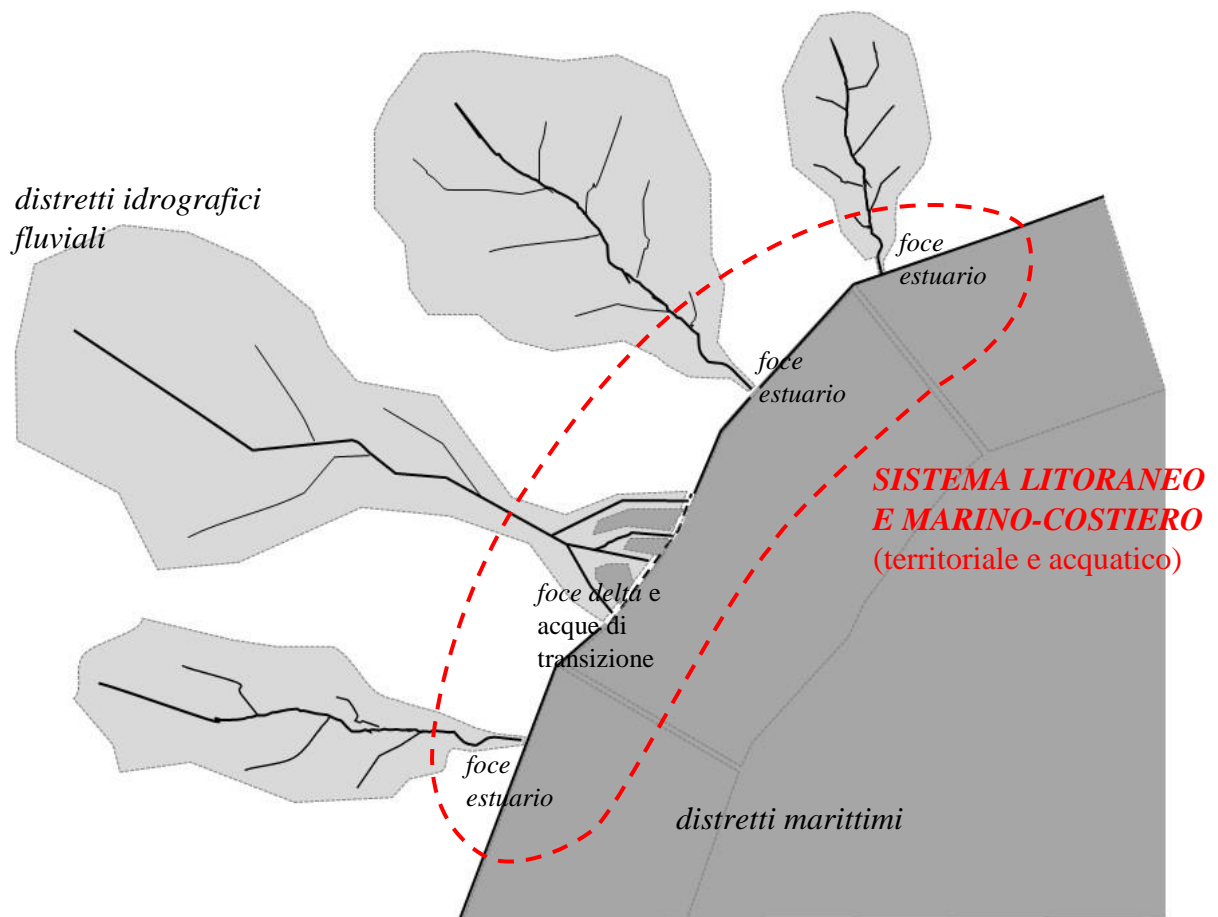 distretti idrografici
fluviali
foce
estuario
foce
estuario
SISTEMA LITORANEO
E MARINO-COSTIERO
(territoriale e acquatico)
foce delta e
acque di
transizione
foce
estuario
distretti marittimi